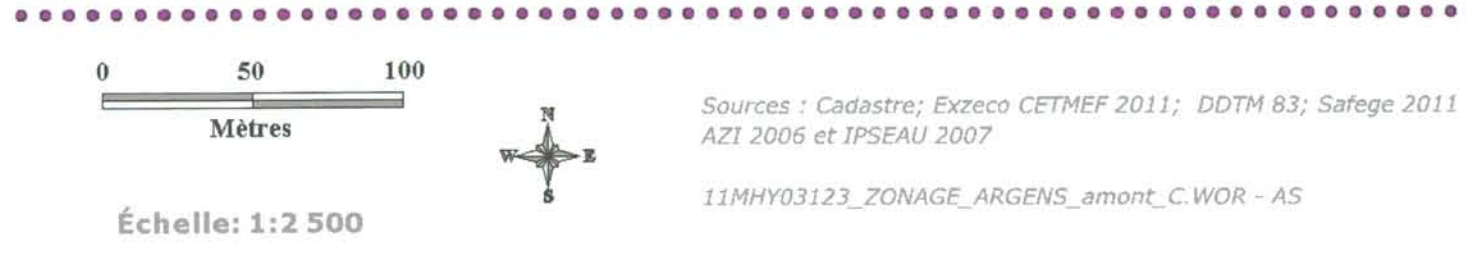 0 50 100
Mètres
N
W E
S
Échelle: 1:2 500
Sources : Cadastre; Exzeco CETMEF 2011; DDTM 83; Safege 2011
AZI 2006 et IPSEAU 2007
11MHY03123_ZONAGE_ARGENS_amont_C.WOR - AS